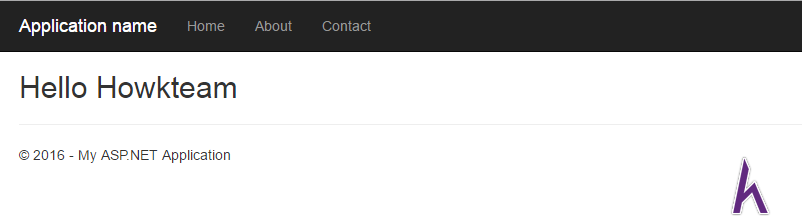 Application name Home About Contact
Hello Howkteam
© 2016 - My ASP.NET Application